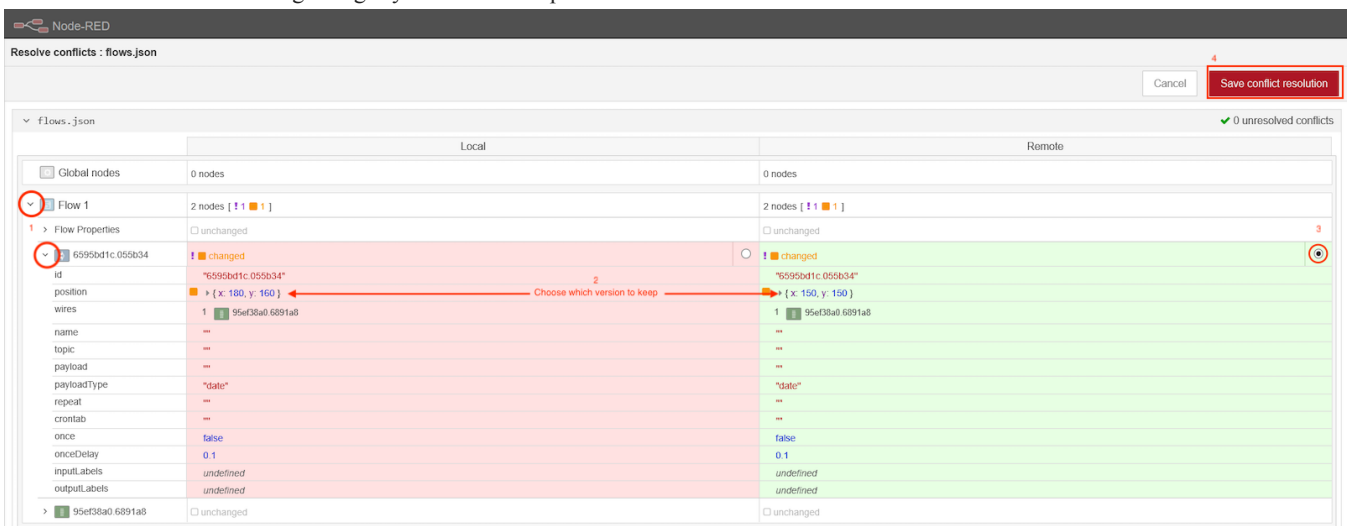 Node-RED
Resolve conflicts : flows.json
4
Cancel Save conflict resolution
flows.json 0 unresolved conflicts
Local Remote
Global nodes 0 nodes 0 nodes
Flow 1 2 nodes [ ! 1 1 ] 2 nodes [ ! 1 1 ]
1 Flow Properties unchanged unchanged 3
6595bd1c.055b34 ! changed ! changed
id "6595bd1c.055b34" "6595bd1c.055b34"
2
position { x: 180, y: 160 } Choose which version to keep. { x: 150, y: 150 }
wires 1 95ef38a0.6891a8 1 95ef38a0.6891a8
name "" ""
topic "" ""
payload "" ""
payloadType "date" "date"
repeat "" ""
crontab "" ""
once false false
onceDelay 0.1 0.1
inputLabels undefined undefined
outputLabels undefined undefined
95ef38a0.6891a8 unchanged unchanged